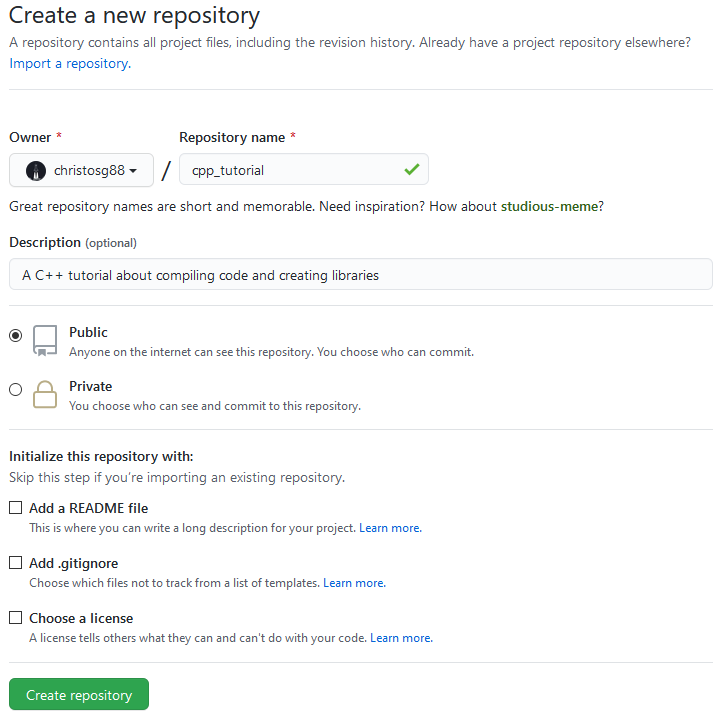 Create a new repository
A repository contains all project files, including the revision history. Already have a project repository elsewhere?
Import a repository.
Owner * Repository name *
christosg88 / cpp_tutorial
Great repository names are short and memorable. Need inspiration? How about studious-meme?
Description (optional)
A C++ tutorial about compiling code and creating libraries
Public
Anyone on the internet can see this repository. You choose who can commit.
Private
You choose who can see and commit to this repository.
Initialize this repository with:
Skip this step if you’re importing an existing repository.
Add a README file
This is where you can write a long description for your project. Learn more.
Add .gitignore
Choose which files not to track from a list of templates. Learn more.
Choose a license
A license tells others what they can and can't do with your code. Learn more.
Create repository